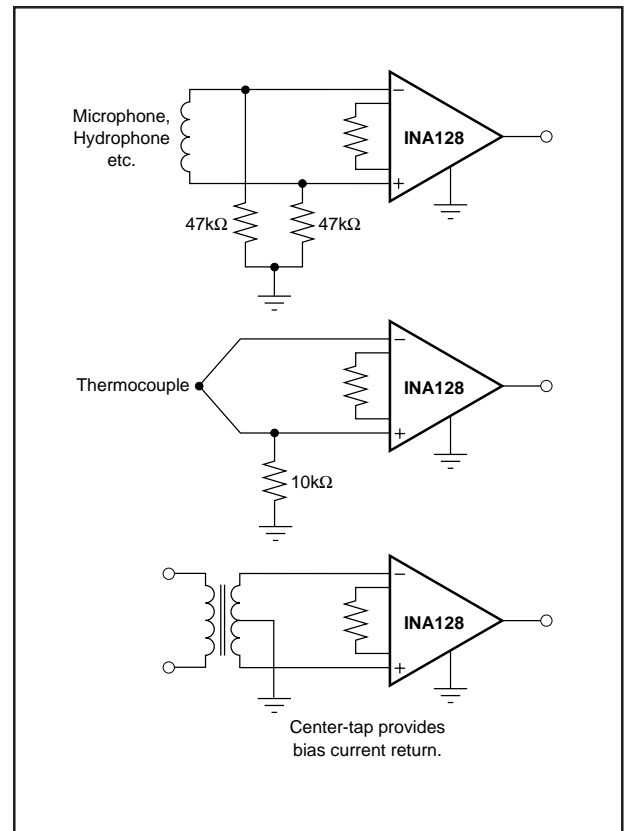 Microphone,
Hydrophone
etc.
−
INA128
+
47kΩ
47kΩ
−
Thermocouple
INA128
+
10kΩ
−
INA128
+
Center-tap provides
bias current return.